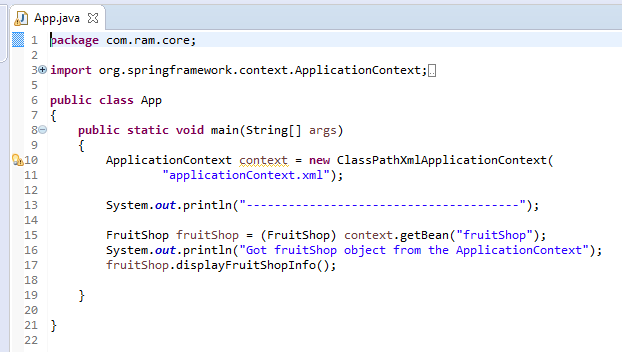 App.java
1 package com.ram.core;
2
3 import org.springframework.context.ApplicationContext;
5
6 public class App
7 {
8 public static void main(String[] args)
9 {
10 ApplicationContext context = new ClassPathXmlApplicationContext(
11 "applicationContext.xml");
12
13 System.out.println("---------------------------------------");
14
15 FruitShop fruitShop = (FruitShop) context.getBean("fruitShop");
16 System.out.println("Got fruitShop object from the ApplicationContext");
17 fruitShop.displayFruitShopInfo();
18
19 }
20
21 }
22